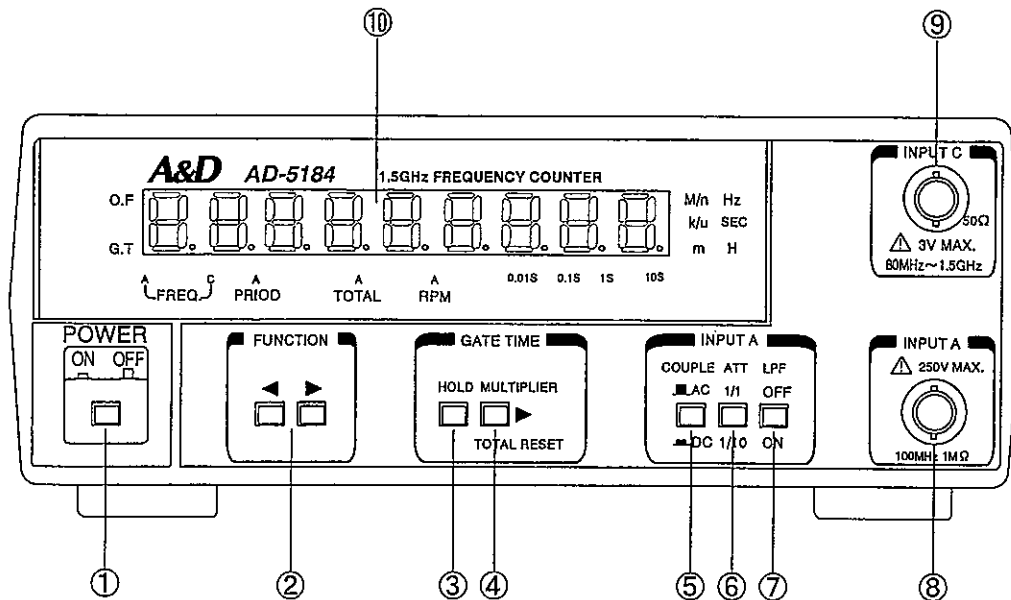 ⑩
⑨
A&D AD-5184 1.5GHz FREQUENCY COUNTER
O.F
M/n Hz
k/u SEC
G.T
m H
A C A A A
FREQ. PRIOD TOTAL RPM
0.01S 0.1S 1S 10S
INPUT C
50Ω
⚠ 3V MAX.
80MHz～1.5GHz
POWER
ON OFF
FUNCTION
◀ ▶
GATE TIME
HOLD MULTIPLIER
▶
TOTAL RESET
INPUT A
COUPLE ATT LPF
AC 1/1 OFF
DC 1/10 ON
INPUT A
⚠ 250V MAX.
100MHz 1MΩ
① ② ③ ④ ⑤ ⑥ ⑦ ⑧